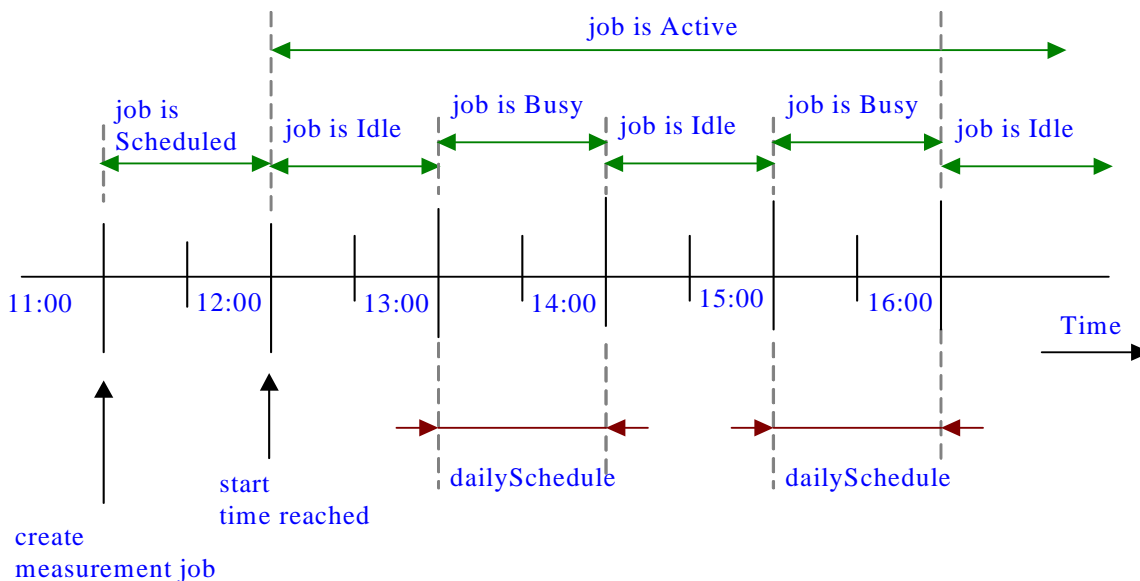 job is Active
job is
Scheduled
job is Idle
job is Busy
job is Idle
job is Busy
job is Idle
11:00
12:00
13:00
14:00
15:00
16:00
Time
dailySchedule
dailySchedule
start
time reached
create
measurement job